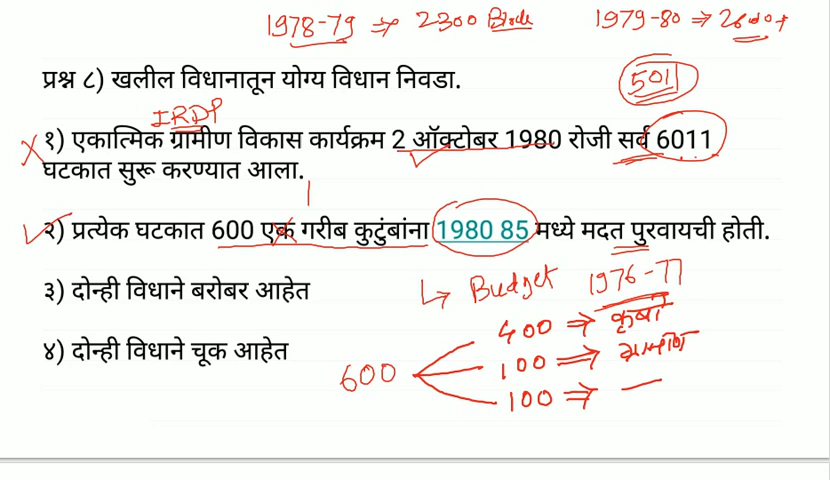 1978-79 ⇒ 2300 Block 1979-80 ⇒ 2600+
प्रश्न ८) खलील विधानातून योग्य विधान निवडा. 5011
IRDP
१) एकात्मिक ग्रामीण विकास कार्यक्रम 2 ऑक्टोबर 1980 रोजी सर्व 6011
घटकात सुरू करण्यात आला.
२) प्रत्येक घटकात 600 एक गरीब कुटुंबांना 1980 85 मध्ये मदत पुरवायची होती.
३) दोन्ही विधाने बरोबर आहेत
↳ Budget 1976-77
४) दोन्ही विधाने चूक आहेत
600
400 ⇒ कृषी
100 ⇒ ग्रामीण
100 ⇒ —